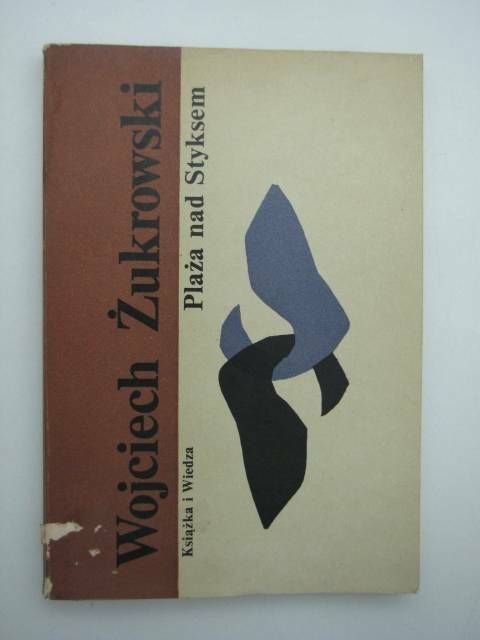 Wojciech Żukrowski
Plaża nad Styksem
Książka i Wiedza